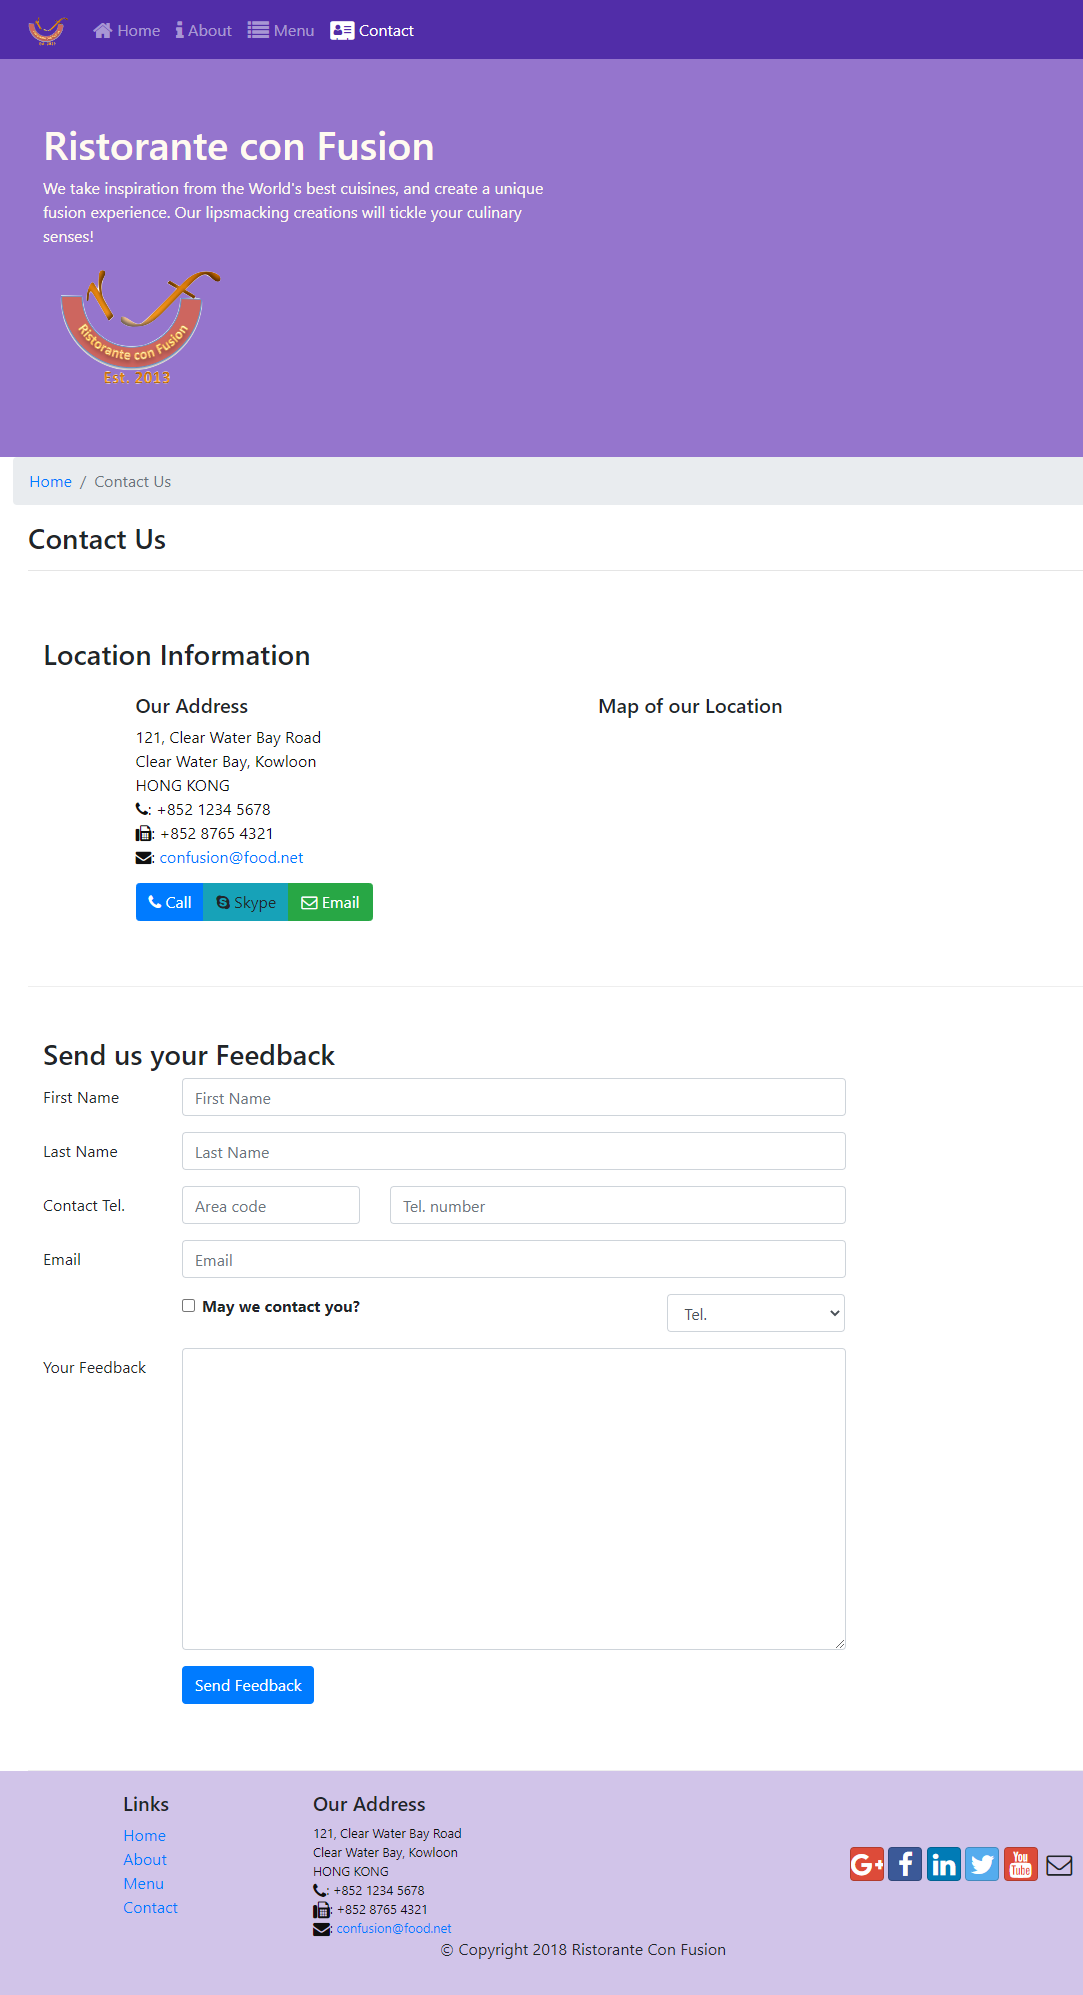 Home About Menu Contact
Ristorante con Fusion
We take inspiration from the World's best cuisines, and create a unique
fusion experience. Our lipsmacking creations will tickle your culinary
senses!
Ristorante con Fusion
Est. 2013
Home / Contact Us
Contact Us
Location Information
Our Address
121, Clear Water Bay Road
Clear Water Bay, Kowloon
HONG KONG
: +852 1234 5678
: +852 8765 4321
: confusion@food.net
Call Skype Email
Map of our Location
Send us your Feedback
First Name First Name
Last Name Last Name
Contact Tel. Area code Tel. number
Email Email
May we contact you? Tel.
Your Feedback
Send Feedback
Links
Home
About
Menu
Contact
Our Address
121, Clear Water Bay Road
Clear Water Bay, Kowloon
HONG KONG
: +852 1234 5678
: +852 8765 4321
: confusion@food.net
G+ f in You Tube
© Copyright 2018 Ristorante Con Fusion